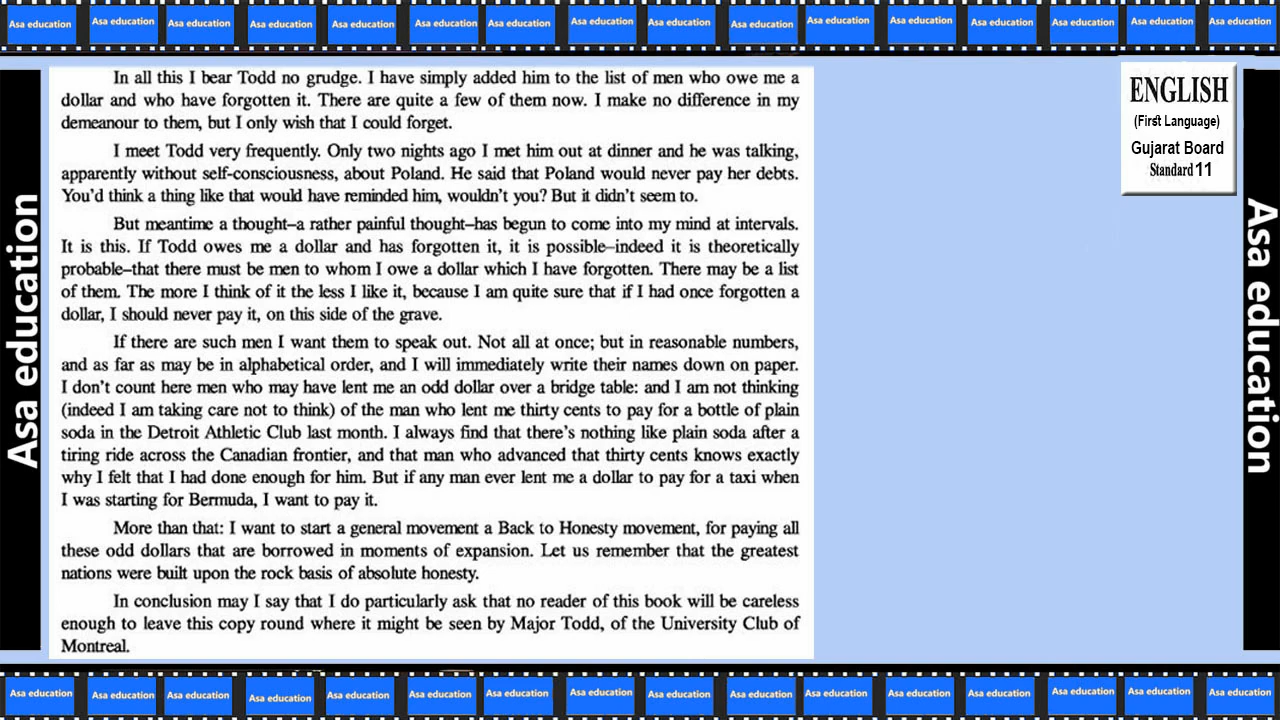 Asa education Asa education Asa education Asa education Asa education Asa education Asa education Asa education Asa education Asa education Asa education Asa education Asa education Asa education Asa education Asa education
Asa education
In all this I bear Todd no grudge. I have simply added him to the list of men who owe me a
dollar and who have forgotten it. There are quite a few of them now. I make no difference in my
demeanour to them, but I only wish that I could forget.
I meet Todd very frequently. Only two nights ago I met him out at dinner and he was talking,
apparently without self-consciousness, about Poland. He said that Poland would never pay her debts.
You'd think a thing like that would have reminded him, wouldn't you? But it didn't seem to.
But meantime a thought–a rather painful thought–has begun to come into my mind at intervals.
It is this. If Todd owes me a dollar and has forgotten it, it is possible–indeed it is theoretically
probable–that there must be men to whom I owe a dollar which I have forgotten. There may be a list
of them. The more I think of it the less I like it, because I am quite sure that if I had once forgotten a
dollar, I should never pay it, on this side of the grave.
If there are such men I want them to speak out. Not all at once; but in reasonable numbers,
and as far as may be in alphabetical order, and I will immediately write their names down on paper.
I don't count here men who may have lent me an odd dollar over a bridge table: and I am not thinking
(indeed I am taking care not to think) of the man who lent me thirty cents to pay for a bottle of plain
soda in the Detroit Athletic Club last month. I always find that there's nothing like plain soda after a
tiring ride across the Canadian frontier, and that man who advanced that thirty cents knows exactly
why I felt that I had done enough for him. But if any man ever lent me a dollar to pay for a taxi when
I was starting for Bermuda, I want to pay it.
More than that: I want to start a general movement a Back to Honesty movement, for paying all
these odd dollars that are borrowed in moments of expansion. Let us remember that the greatest
nations were built upon the rock basis of absolute honesty.
In conclusion may I say that I do particularly ask that no reader of this book will be careless
enough to leave this copy round where it might be seen by Major Todd, of the University Club of
Montreal.
ENGLISH
(First Language)
Gujarat Board
Standard 11
Asa education
Asa education Asa education Asa education Asa education Asa education Asa education Asa education Asa education Asa education Asa education Asa education Asa education Asa education Asa education Asa education Asa education